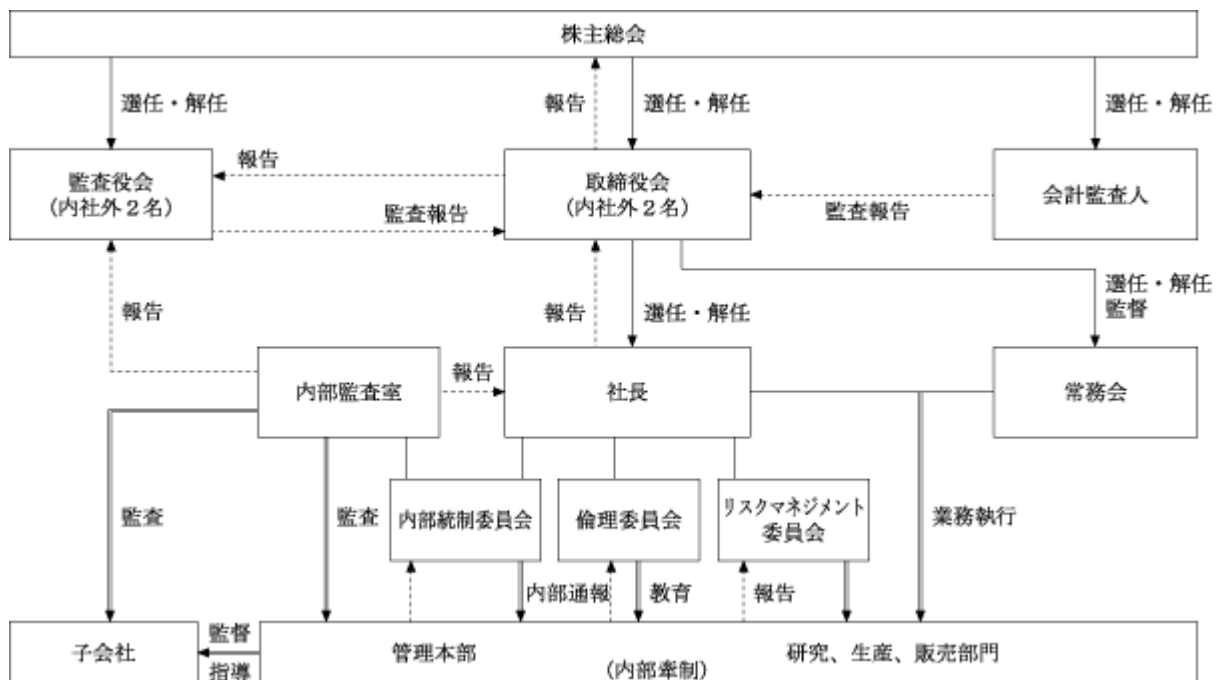 株主総会
選任・解任
報告
選任・解任
選任・解任
報告
監査役会
(内社外2名)
取締役会
(内社外2名)
会計監査人
監査報告
監査報告
報告
報告
選任・解任
選任・解任
監督
内部監査室
報告
社長
常務会
監査
監査
内部統制委員会
倫理委員会
リスクマネジメント
委員会
業務執行
内部通報
教育
報告
子会社
監督
指導
管理本部
(内部牽制)
研究、生産、販売部門